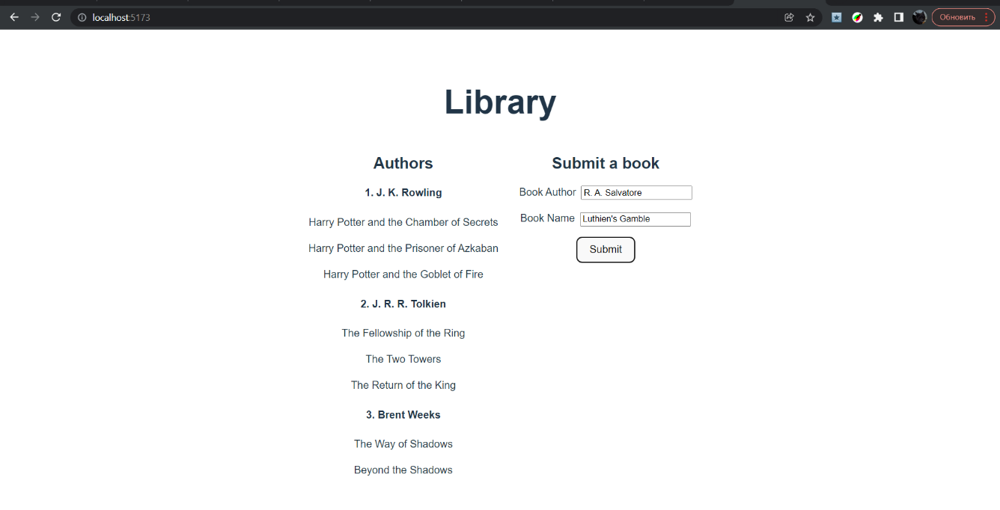 localhost:5173
Обновить
Library
Authors
1. J. K. Rowling
Harry Potter and the Chamber of Secrets
Harry Potter and the Prisoner of Azkaban
Harry Potter and the Goblet of Fire
2. J. R. R. Tolkien
The Fellowship of the Ring
The Two Towers
The Return of the King
3. Brent Weeks
The Way of Shadows
Beyond the Shadows
Submit a book
Book Author R. A. Salvatore
Book Name Luthien's Gamble
Submit